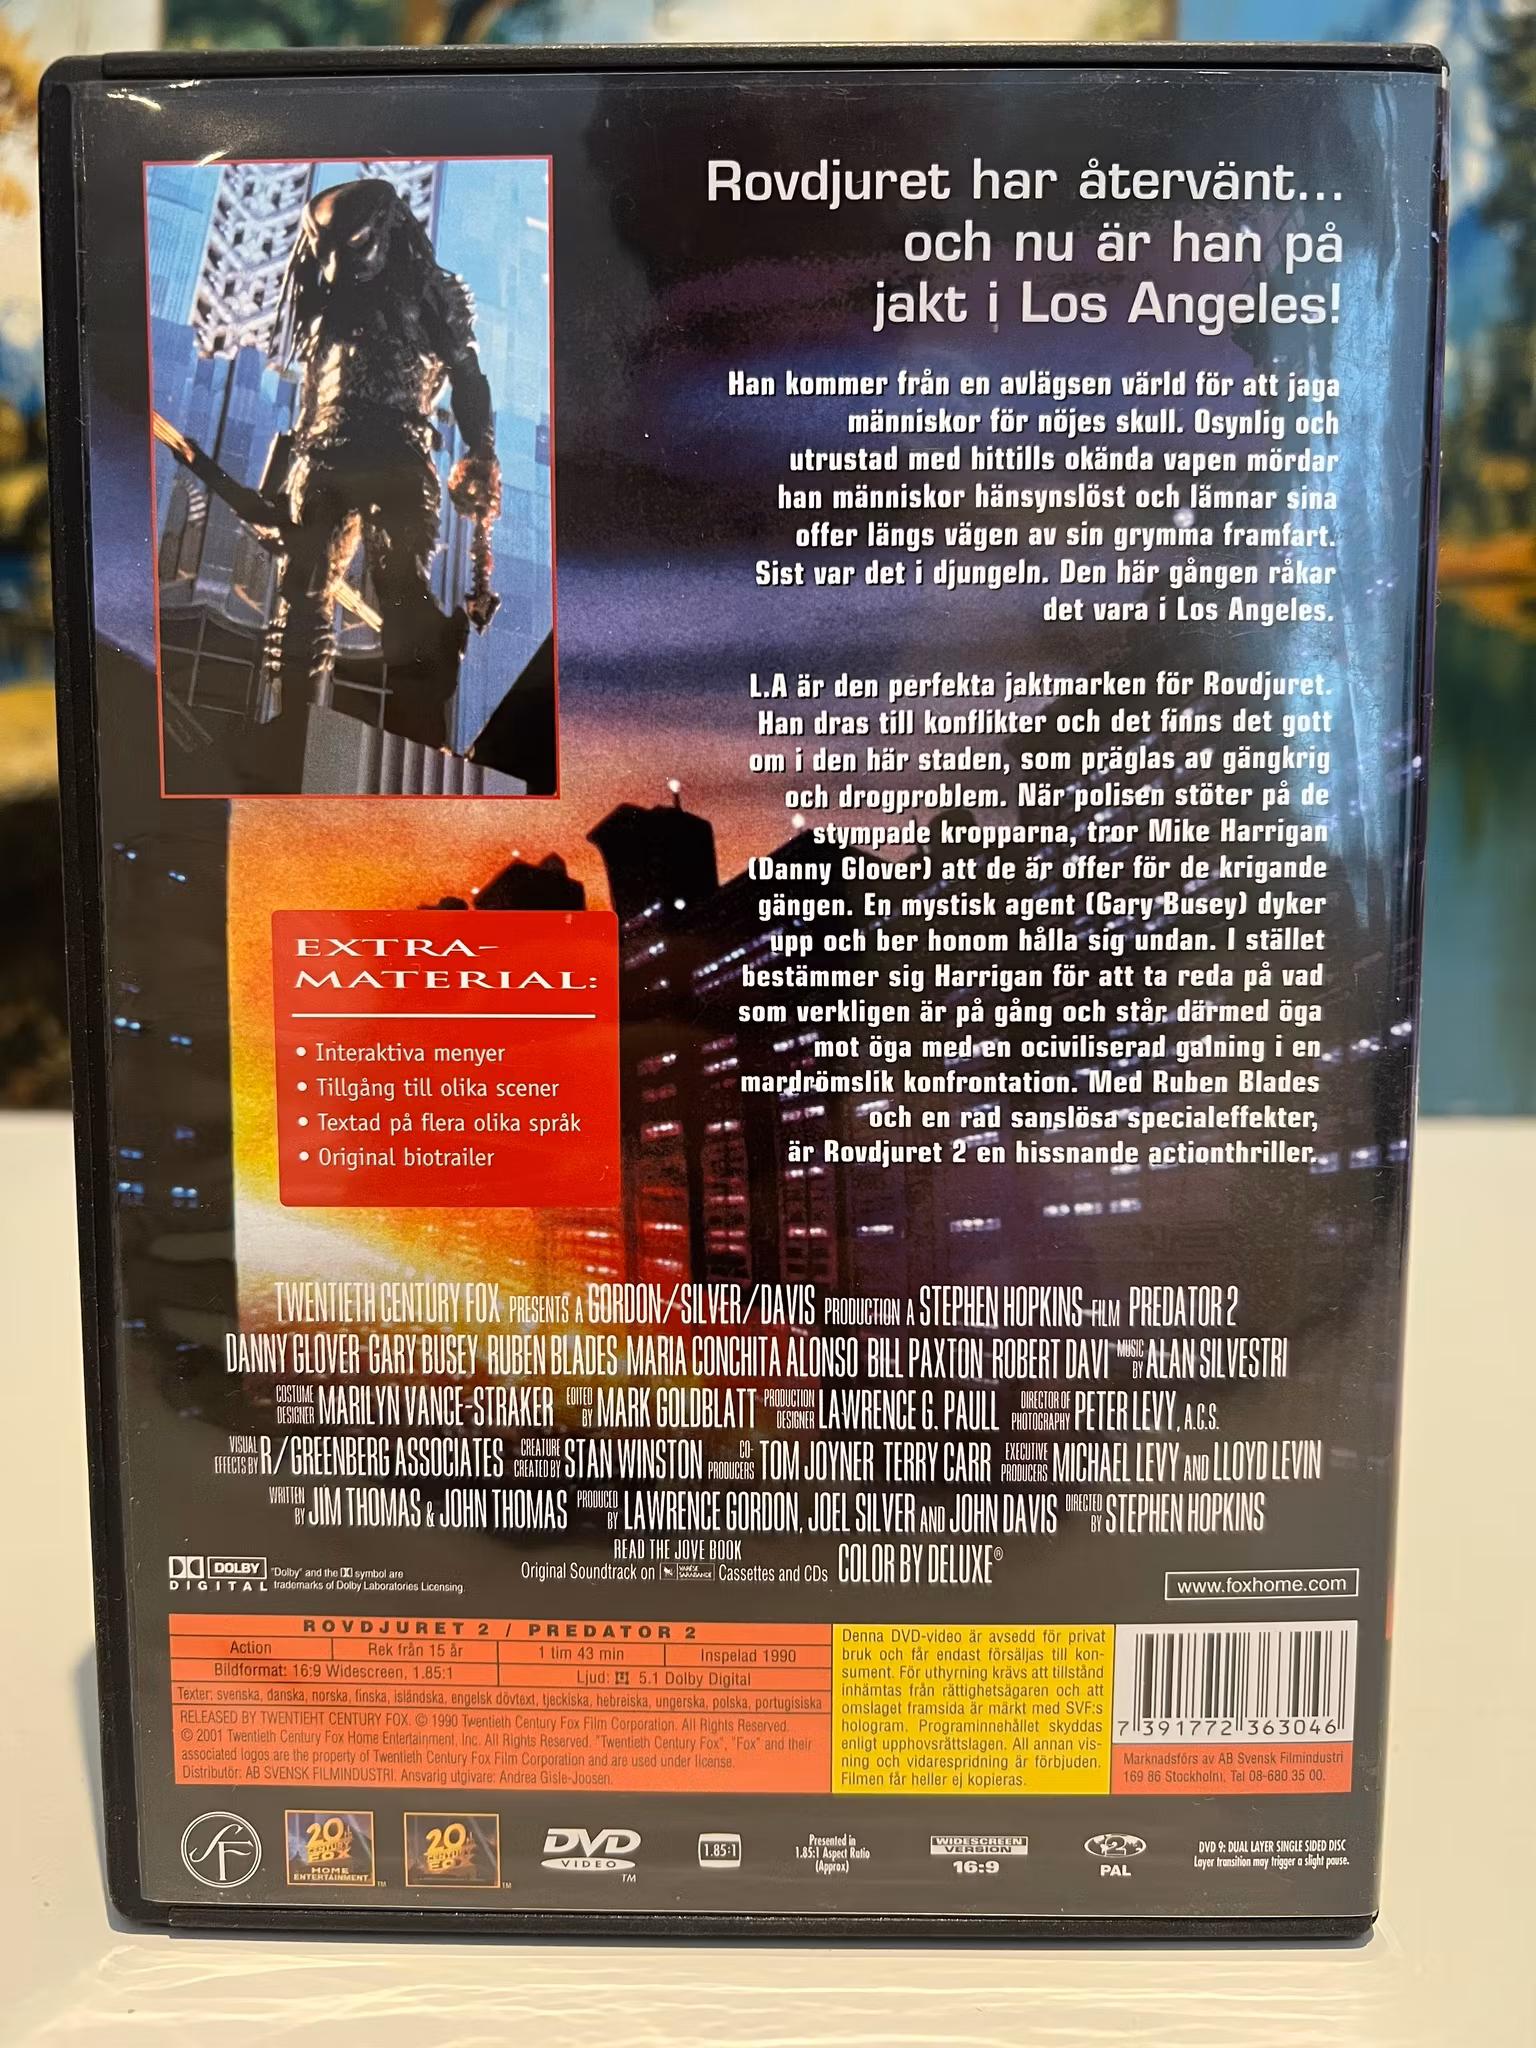 Rovdjuret har återvänt...
och nu är han på
jakt i Los Angeles!
Han kommer från en avlägsen värld för att jaga
människor för nöjes skull. Osynlig och
utrustad med hittills okända vapen mördar
han människor hänsynslöst och lämnar sina
offer längs vägen av sin grymma framfart.
Sist var det i djungeln. Den här gången råkar
det vara i Los Angeles.
L.A är den perfekta jaktmarken för Rovdjuret.
Han dras till konflikter och det finns det gott
om i den här staden, som präglas av gängkrig
och drogproblem. När polisen stöter på de
stympade kropparna, tror Mike Harrigan
(Danny Glover) att de är offer för de krigande
gängen. En mystisk agent (Gary Busey) dyker
upp och ber honom hålla sig undan. I stället
bestämmer sig Harrigan för att ta reda på vad
som verkligen är på gång och står därmed öga
mot öga med en ociviliserad galning i en
mardrömslik konfrontation. Med Ruben Blades
och en rad sanslösa specialeffekter,
är Rovdjuret 2 en hissnande actionthriller.
EXTRA-
MATERIAL:
• Interaktiva menyer
• Tillgång till olika scener
• Textad på flera olika språk
• Original biotrailer
TWENTIETH CENTURY FOX PRESENTS A GORDON/SILVER/DAVIS PRODUCTION A STEPHEN HOPKINS FILM PREDATOR 2
DANNY GLOVER GARY BUSEY RUBEN BLADES MARIA CONCHITA ALONSO BILL PAXTON ROBERT DAVI MUSIC BY ALAN SILVESTRI
COSTUME DESIGNER MARILYN VANCE-STRAKER EDITED BY MARK GOLDBLATT PRODUCTION DESIGNER LAWRENCE G. PAULL DIRECTOR OF PHOTOGRAPHY PETER LEVY, A.C.S.
VISUAL EFFECTS BY R/GREENBERG ASSOCIATES CREATURE CREATED BY STAN WINSTON CO-PRODUCERS TOM JOYNER TERRY CARR EXECUTIVE PRODUCERS MICHAEL LEVY AND LLOYD LEVIN
WRITTEN BY JIM THOMAS & JOHN THOMAS PRODUCED BY LAWRENCE GORDON, JOEL SILVER AND JOHN DAVIS DIRECTED BY STEPHEN HOPKINS
READ THE JOVE BOOK
Original Soundtrack on VARÈSE SARABANDE Cassettes and CDs COLOR BY DELUXE®
DOLBY
DIGITAL
"Dolby" and the DD symbol are
trademarks of Dolby Laboratories Licensing.
www.foxhome.com
ROVDJURET 2 / PREDATOR 2
Action Rek från 15 år 1 tim 43 min Inspelad 1990
Bildformat: 16:9 Widescreen, 1.85:1 Ljud: 5.1 Dolby Digital
Texter: svenska, danska, norska, finska, isländska, engelsk dövtext, tjeckiska, hebreiska, ungerska, polska, portugisiska
RELEASED BY TWENTIEHT CENTURY FOX. © 1990 Twentieth Century Fox Film Corporation. All Rights Reserved.
© 2001 Twentieth Century Fox Home Entertainment, Inc. All Rights Reserved. "Twentieth Century Fox", "Fox" and their
associated logos are the property of Twentieth Century Fox Film Corporation and are used under license.
Distributör: AB SVENSK FILMINDUSTRI. Ansvarig utgivare: Andrea Gisle-Joosen.
Denna DVD-video är avsedd för privat
bruk och får endast försäljas till kon-
sument. För uthyrning krävs att tillstånd
inhämtas från rättighetsägaren och att
omslaget framsida är märkt med SVF:s
hologram. Programinnehållet skyddas
enligt upphovsrättslagen. All annan vis-
ning och vidarespridning är förbjuden.
Filmen får heller ej kopieras.
7 391772 363046
Marknadsförs av AB Svensk Filmindustri
169 86 Stockholm, Tel 08-680 35 00.
SF
20th CENTURY FOX
HOME ENTERTAINMENT
TM
20th CENTURY FOX
TM
DVD
VIDEO
TM
1.85:1
Presented in
1.85:1 Aspect Ratio
(Approx)
WIDESCREEN
VERSION
16:9
2
PAL
DVD 9: DUAL LAYER SINGLE SIDED DISC
Layer transition may trigger a slight pause.